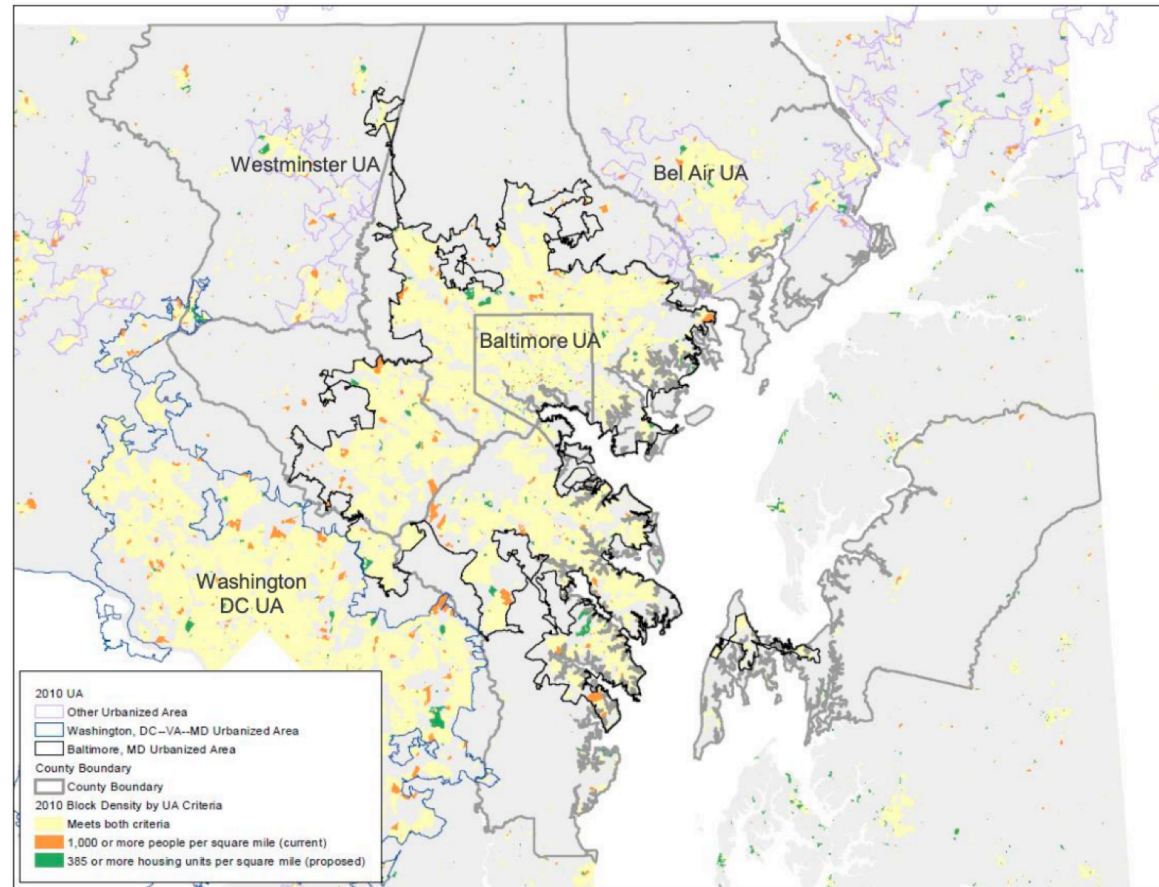 Westminster UA
Bel Air UA
Baltimore UA
Washington
DC UA
2010 UA
Other Urbanized Area
Washington, DC--VA--MD Urbanized Area
Baltimore, MD Urbanized Area
County Boundary
County Boundary
2010 Block Density by UA Criteria
Meets both criteria
1,000 or more people per square mile (current)
385 or more housing units per square mile (proposed)